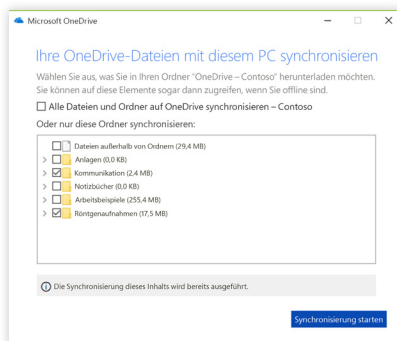 Microsoft OneDrive
Ihre OneDrive-Dateien mit diesem PC synchronisieren
Wählen Sie aus, was Sie in Ihren Ordner "OneDrive – Contoso" herunterladen möchten.
Sie können auf diese Elemente sogar dann zugreifen, wenn Sie offline sind.
Alle Dateien und Ordner auf OneDrive synchronisieren – Contoso
Oder nur diese Ordner synchronisieren:
Dateien außerhalb von Ordnern (29,4 MB)
Anlagen (0,0 KB)
Kommunikation (2,4 MB)
Notizbücher (0,0 KB)
Arbeitsbeispiele (255,4 MB)
Röntgenaufnahmen (17,5 MB)
Die Synchronisierung dieses Inhalts wird bereits ausgeführt.
Synchronisierung starten